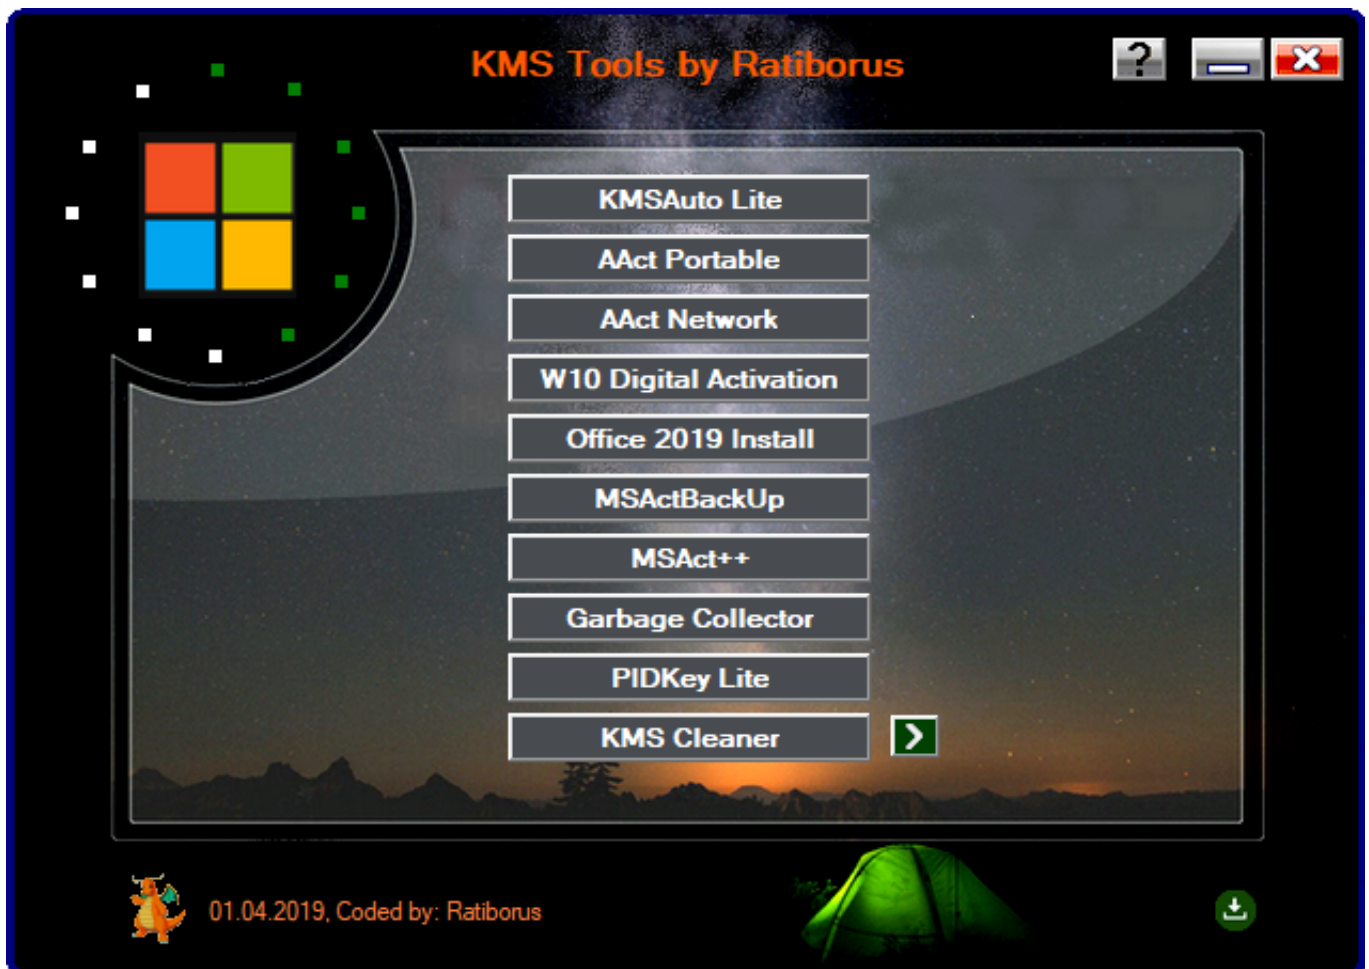 KMS Tools by Ratiborus
?
KMSAuto Lite
AAct Portable
AAct Network
W10 Digital Activation
Office 2019 Install
MSActBackUp
MSAct++
Garbage Collector
PIDKey Lite
KMS Cleaner
01.04.2019, Coded by: Ratiborus